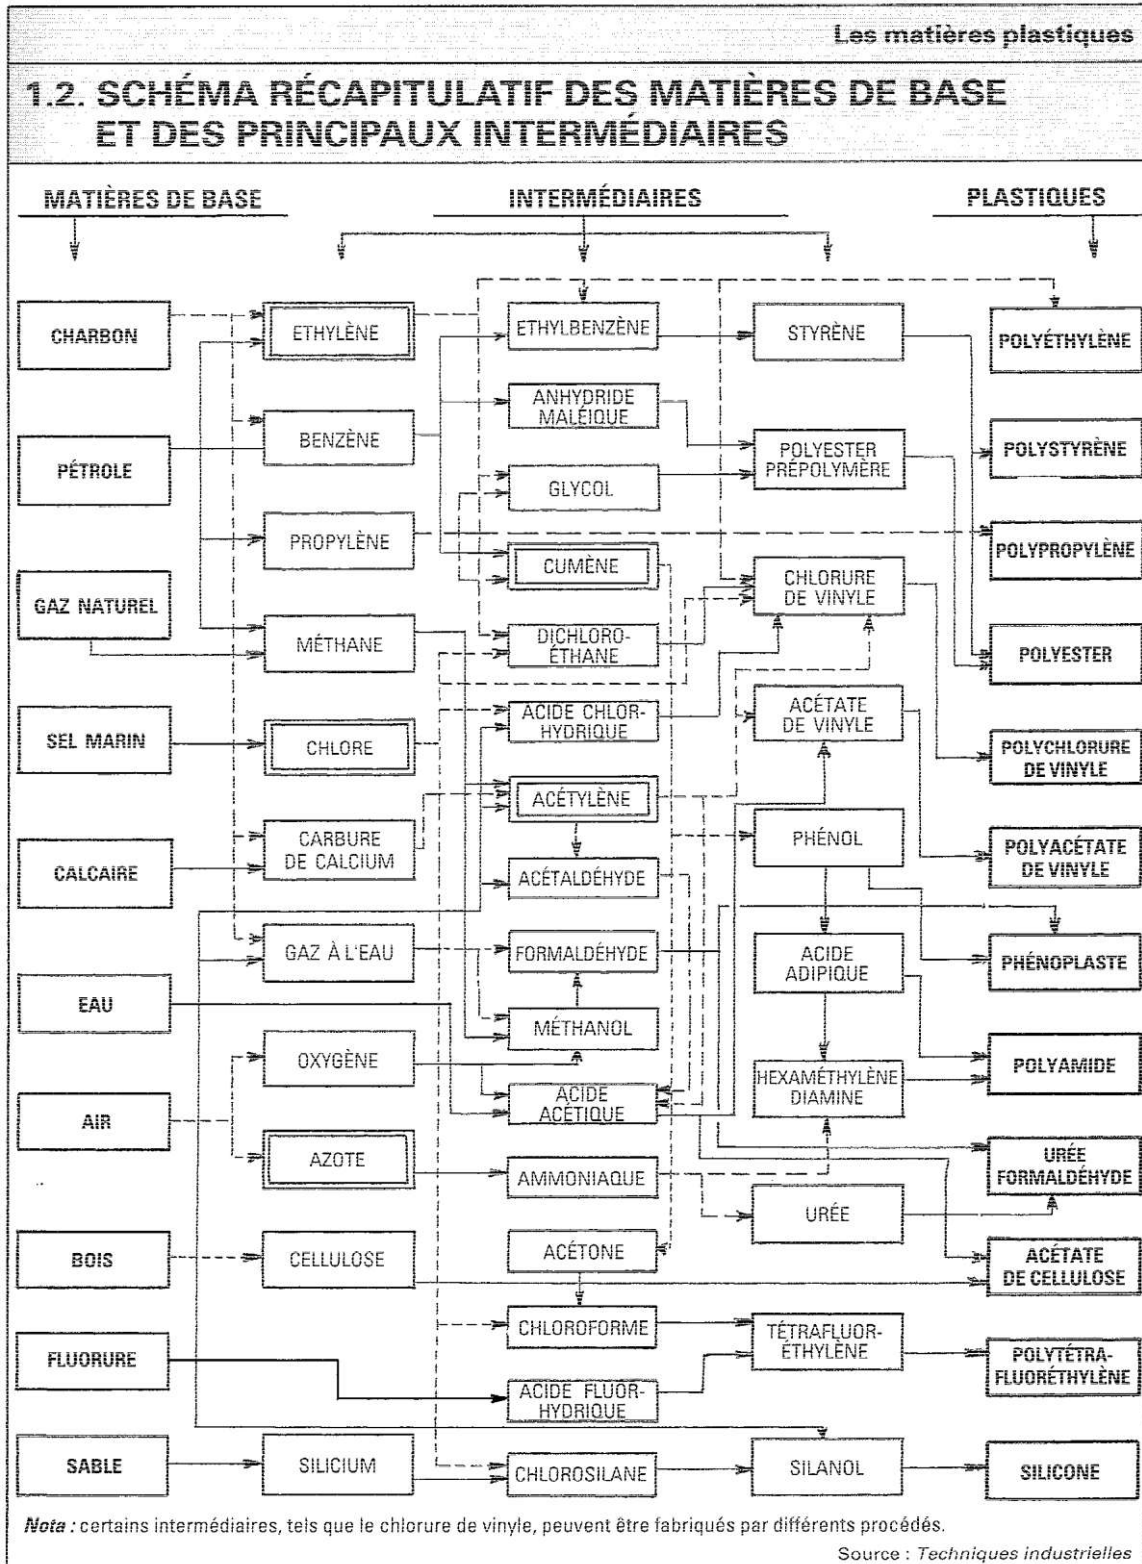 Les matières plastiques
1.2. SCHÉMA RÉCAPITULATIF DES MATIÈRES DE BASE
ET DES PRINCIPAUX INTERMÉDIAIRES
MATIÈRES DE BASE
INTERMÉDIAIRES
PLASTIQUES
CHARBON
PÉTROLE
GAZ NATUREL
SEL MARIN
CALCAIRE
EAU
AIR
BOIS
FLUORURE
SABLE
ETHYLÈNE
BENZÈNE
PROPYLÈNE
MÉTHANE
CHLORE
CARBURE
DE CALCIUM
GAZ À L'EAU
OXYGÈNE
AZOTE
CELLULOSE
SILICIUM
ETHYLBENZÈNE
ANHYDRIDE
MALÉIQUE
GLYCOL
CUMÈNE
DICHLORO-
ÉTHANE
ACIDE CHLOR-
HYDRIQUE
ACÉTYLÈNE
ACÉTALDÉHYDE
FORMALDÉHYDE
MÉTHANOL
ACIDE
ACÉTIQUE
AMMONIAQUE
ACÉTONE
CHLOROFORME
ACIDE FLUOR-
HYDRIQUE
CHLOROSILANE
STYRÈNE
POLYESTER
PRÉPOLYMÈRE
CHLORURE
DE VINYLE
ACÉTATE
DE VINYLE
PHÉNOL
ACIDE
ADIPIQUE
HEXAMÉTHYLÈNE
DIAMINE
URÉE
TÉTRAFLUOR-
ÉTHYLÈNE
SILANOL
POLYÉTHYLÈNE
POLYSTYRÈNE
POLYPROPYLÈNE
POLYESTER
POLYCHLORURE
DE VINYLE
POLYACÉTATE
DE VINYLE
PHÉNOPLASTE
POLYAMIDE
URÉE
FORMALDÉHYDE
ACÉTATE
DE CELLULOSE
POLYTÉTRA-
FLUORÉTHYLÈNE
SILICONE
Nota : certains intermédiaires, tels que le chlorure de vinyle, peuvent être fabriqués par différents procédés.
Source : Techniques industrielles